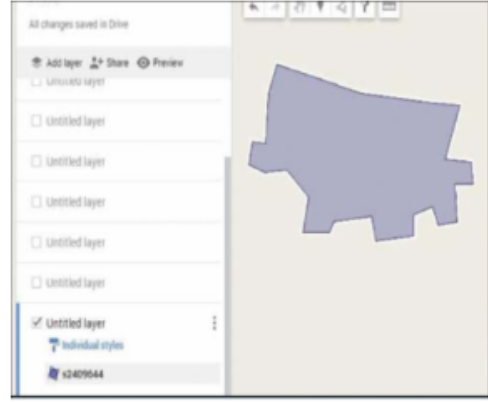 All changes saved in Drive
Add layer Share Preview
Untitled layer
Untitled layer
Untitled layer
Untitled layer
Untitled layer
Untitled layer
Untitled layer
Individual styles
s2409644